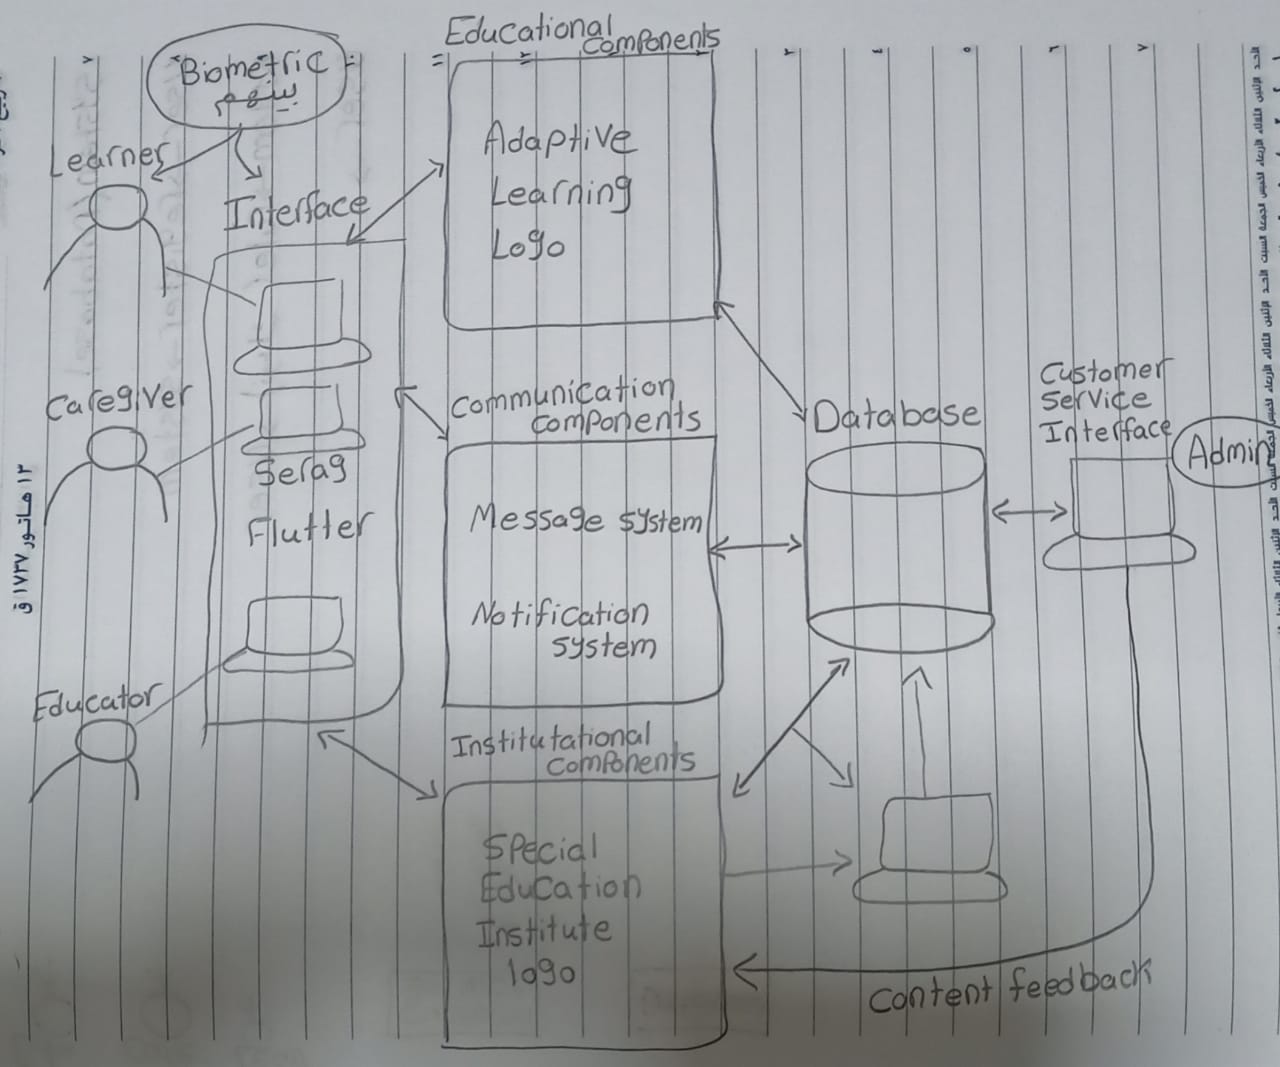 Educational
Components
Biometric
بينهم
Learner
Interface
Adaptive
Learning
Logo
Caregiver
Serag
Flutter
Communication
components
Message system
Notification
system
Database
Customer
Service
Interface
Admin
Educator
Institutational
components
Special
Education
Institute
logo
Content feedback
١٢ هاتور ١٧٣٧ ق